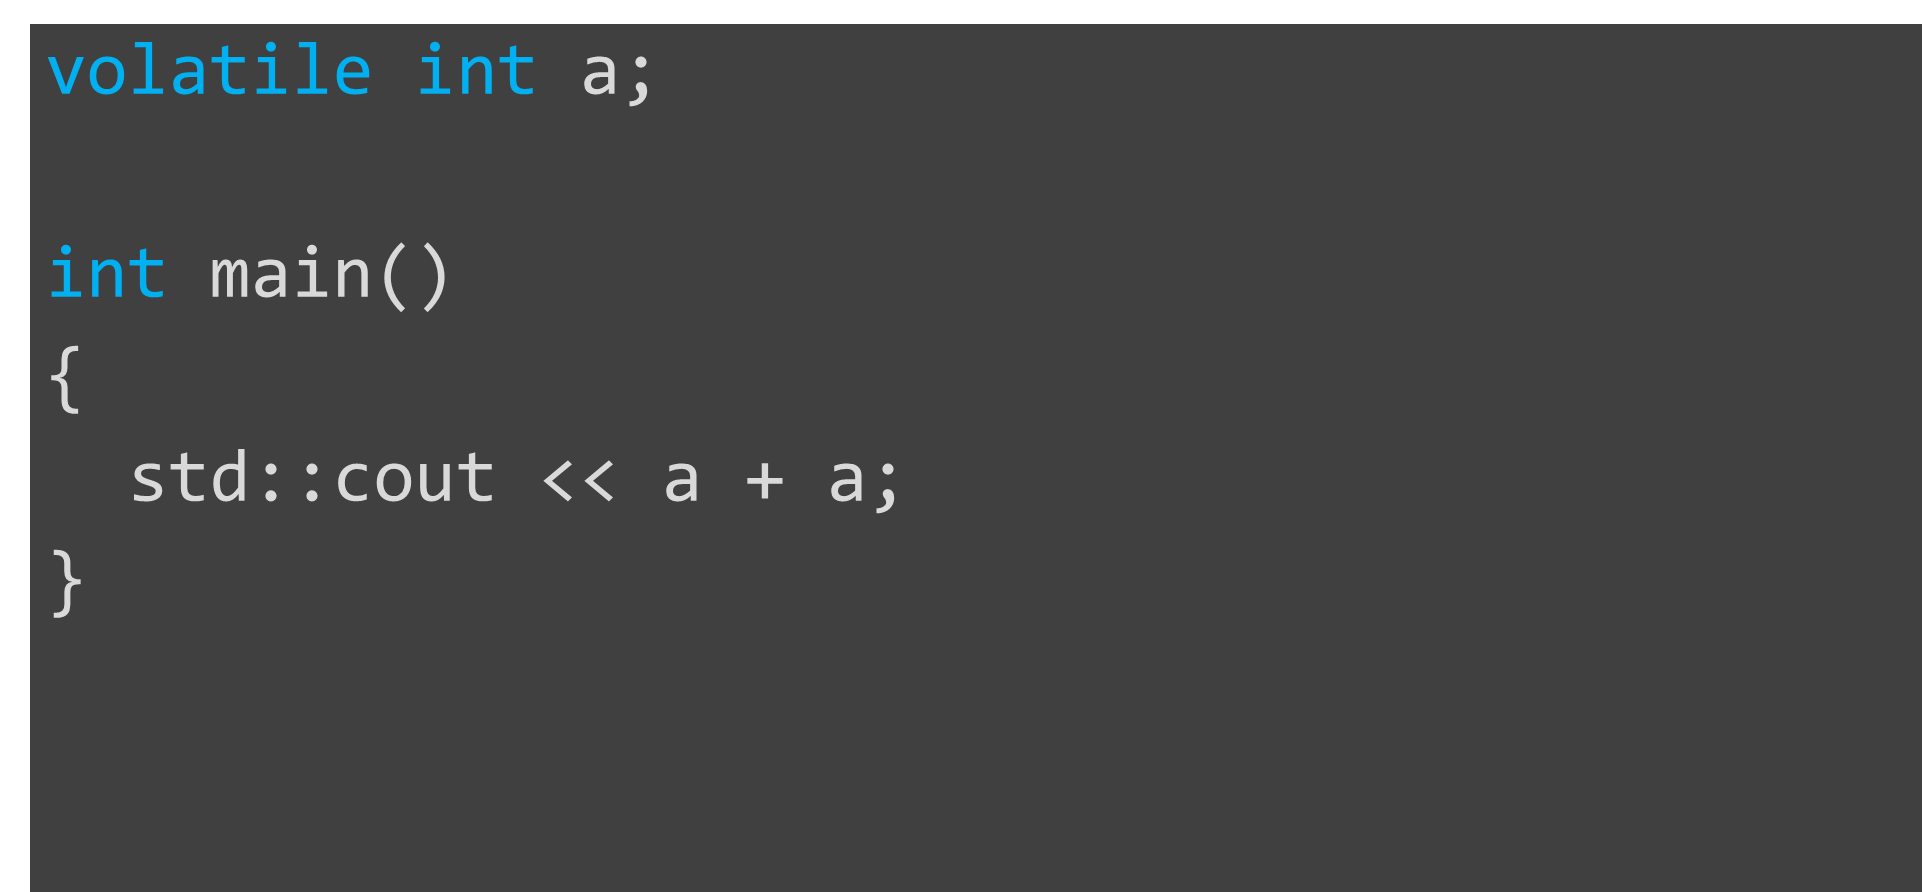 volatile int a;
int main()
{
  std::cout << a + a;
}